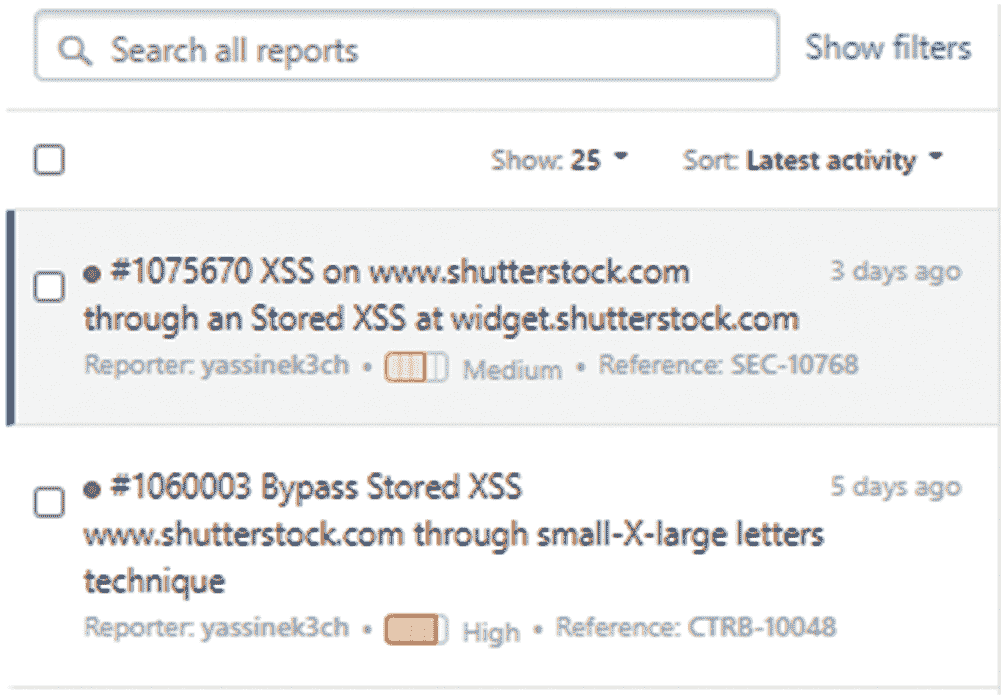 Search all reports Show filters
Show: 25 Sort: Latest activity
#1075670 XSS on www.shutterstock.com 3 days ago
through an Stored XSS at widget.shutterstock.com
Reporter: yassinek3ch • Medium • Reference: SEC-10768
#1060003 Bypass Stored XSS 5 days ago
www.shutterstock.com through small-X-large letters
technique
Reporter: yassinek3ch • High • Reference: CTRB-10048